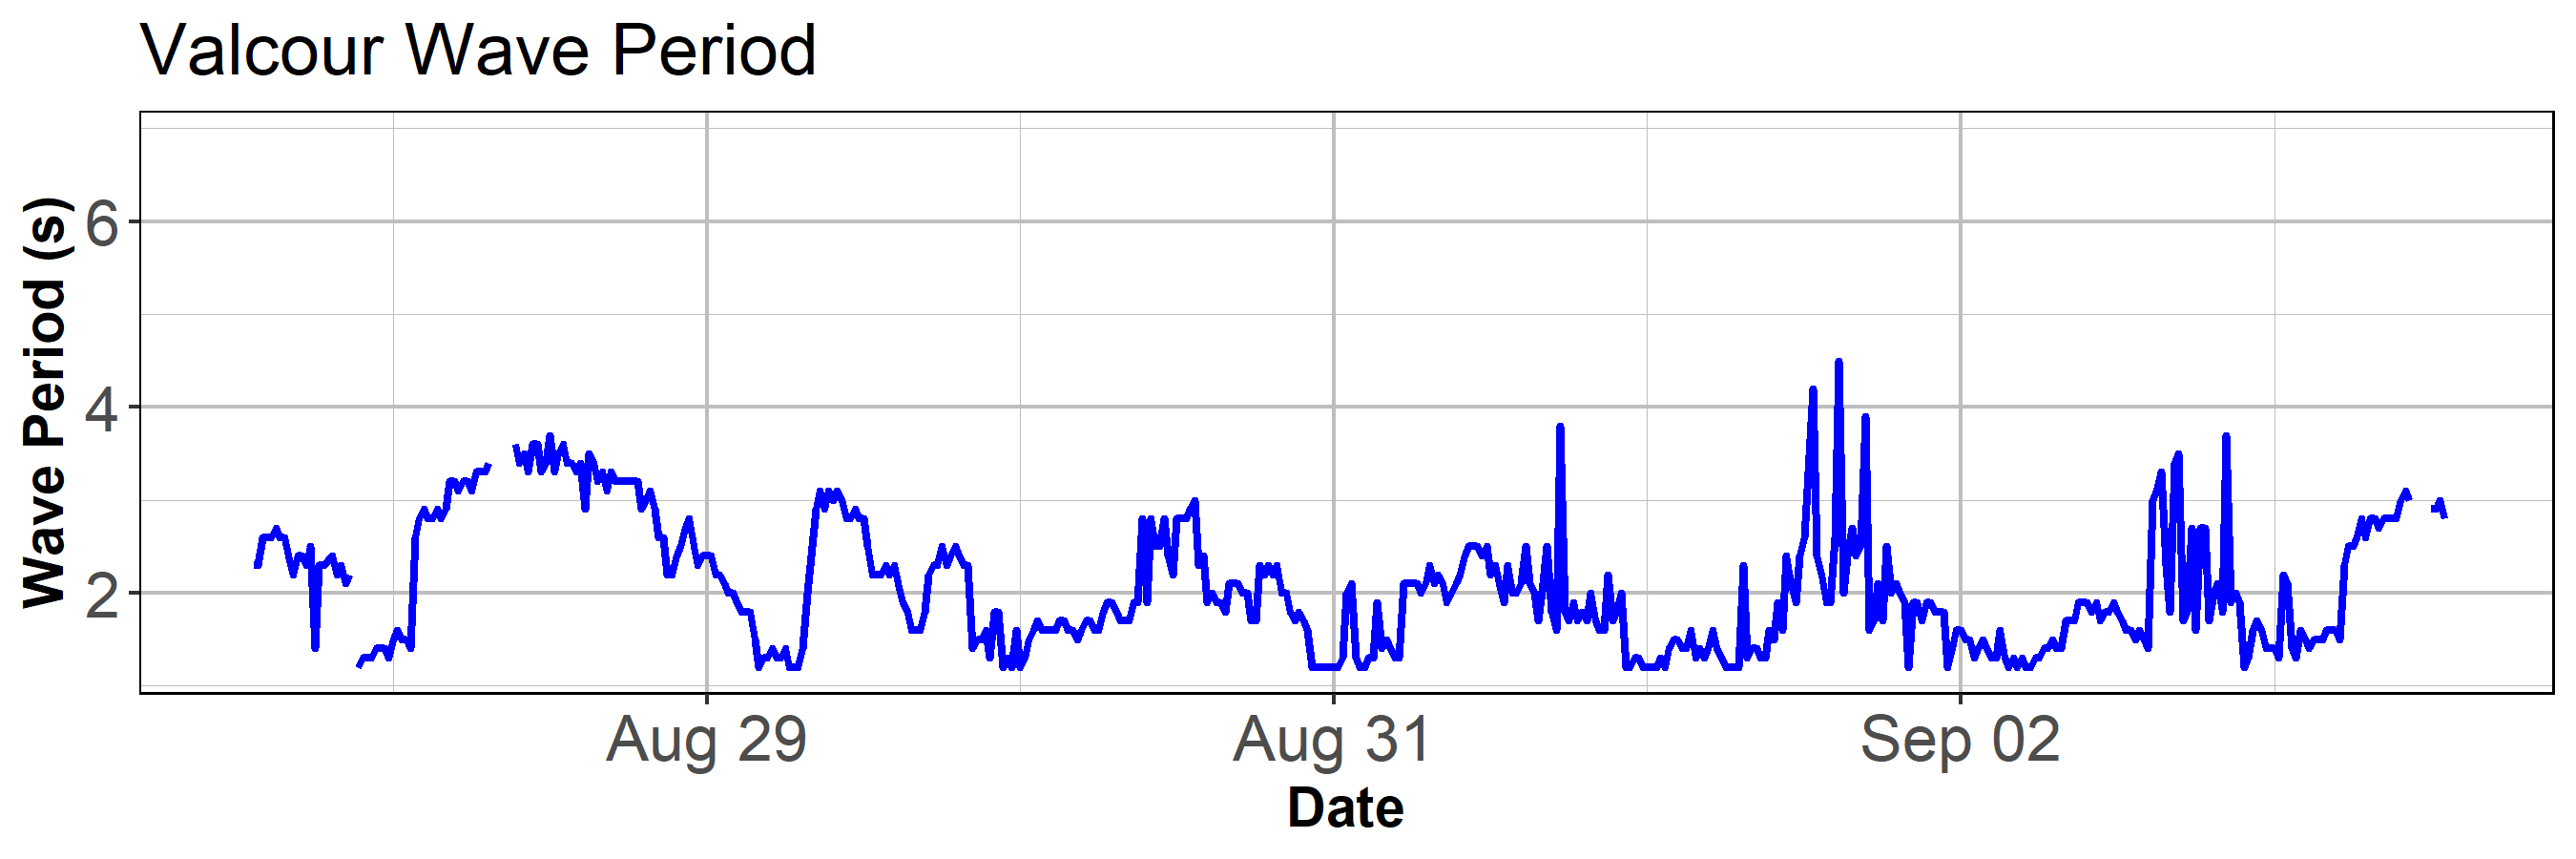 Valcour Wave Period
Wave Period (s)
6
4
2
Aug 29 Aug 31 Sep 02
Date